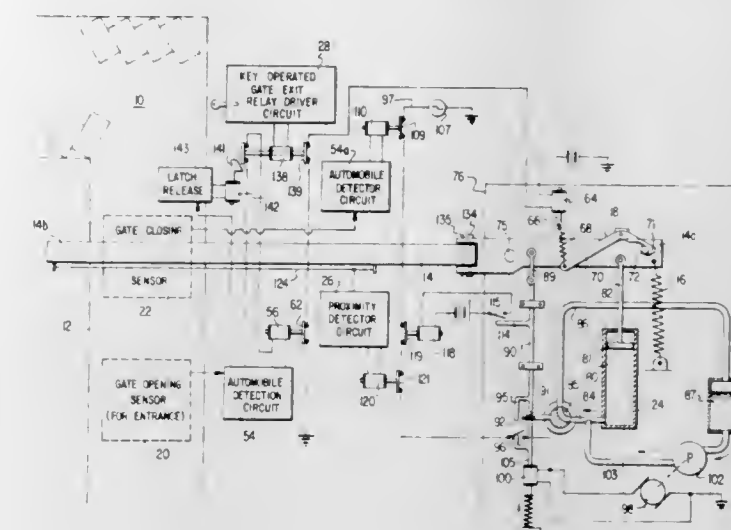 28
KEY OPERATED
GATE EXIT
RELAY DRIVER
CIRCUIT
10
110
97
109
107
54a
143
141
138
139
142
LATCH
RELEASE
AUTOMOBILE
DETECTOR
CIRCUIT
76
64
66
68
18
71
14c
135
134
75
14b
GATE CLOSING
SENSOR
22
124
26
14
89
70
72
16
82
12
56
62
PROXIMITY
DETECTOR
CIRCUIT
115
114
119
118
90
86
81
80
84
24
87
120
121
GATE OPENING
SENSOR
(FOR ENTRANCE)
20
AUTOMOBILE
DETECTION
CIRCUIT
54
95
91
92
96
105
100
103
P
102
98